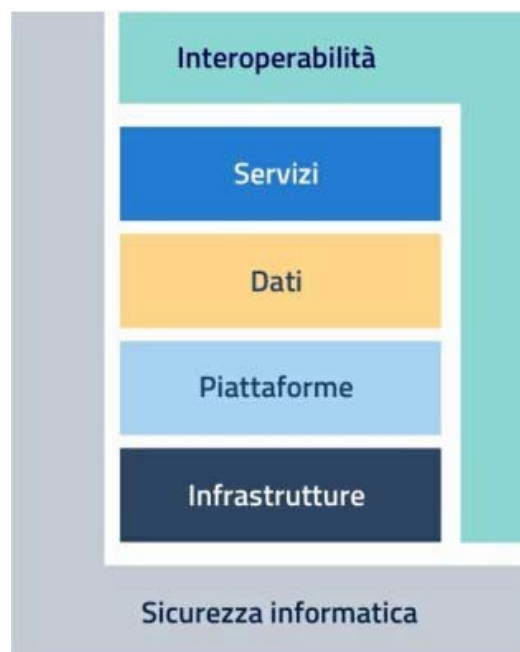 Interoperabilità
Servizi
Dati
Piattaforme
Infrastrutture
Sicurezza informatica